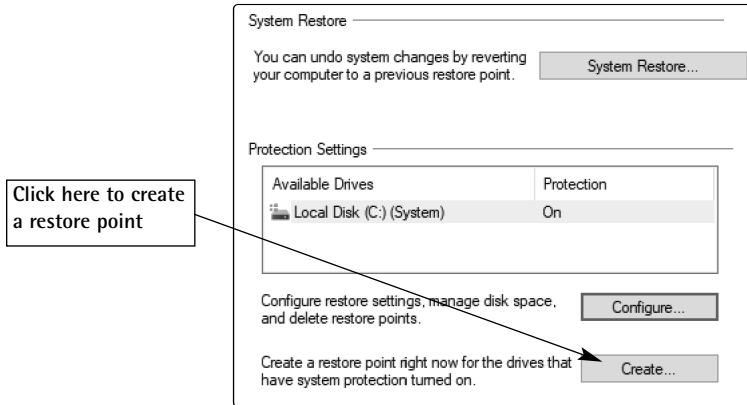 System Restore
You can undo system changes by reverting
your computer to a previous restore point.
System Restore...
Protection Settings
Available Drives Protection
Local Disk (C:) (System) On
Click here to create
a restore point
Configure restore settings, manage disk space,
and delete restore points.
Configure...
Create a restore point right now for the drives that
have system protection turned on.
Create...